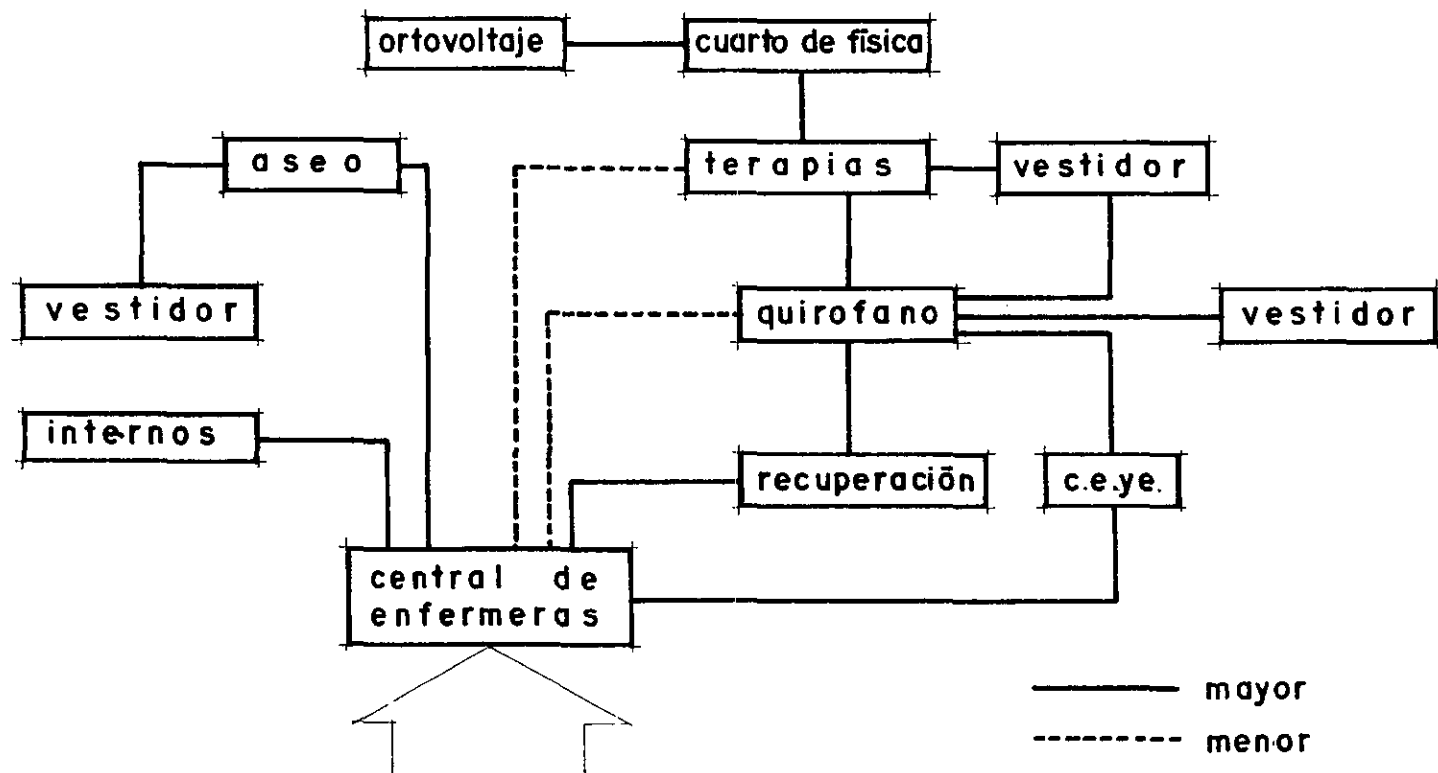 ortovoltaje
cuarto de física
aseo
terapias
vestidor
vestidor
quirofano
vestidor
internos
recuperación
c.e.ye.
central de
enfermeras
mayor
menor